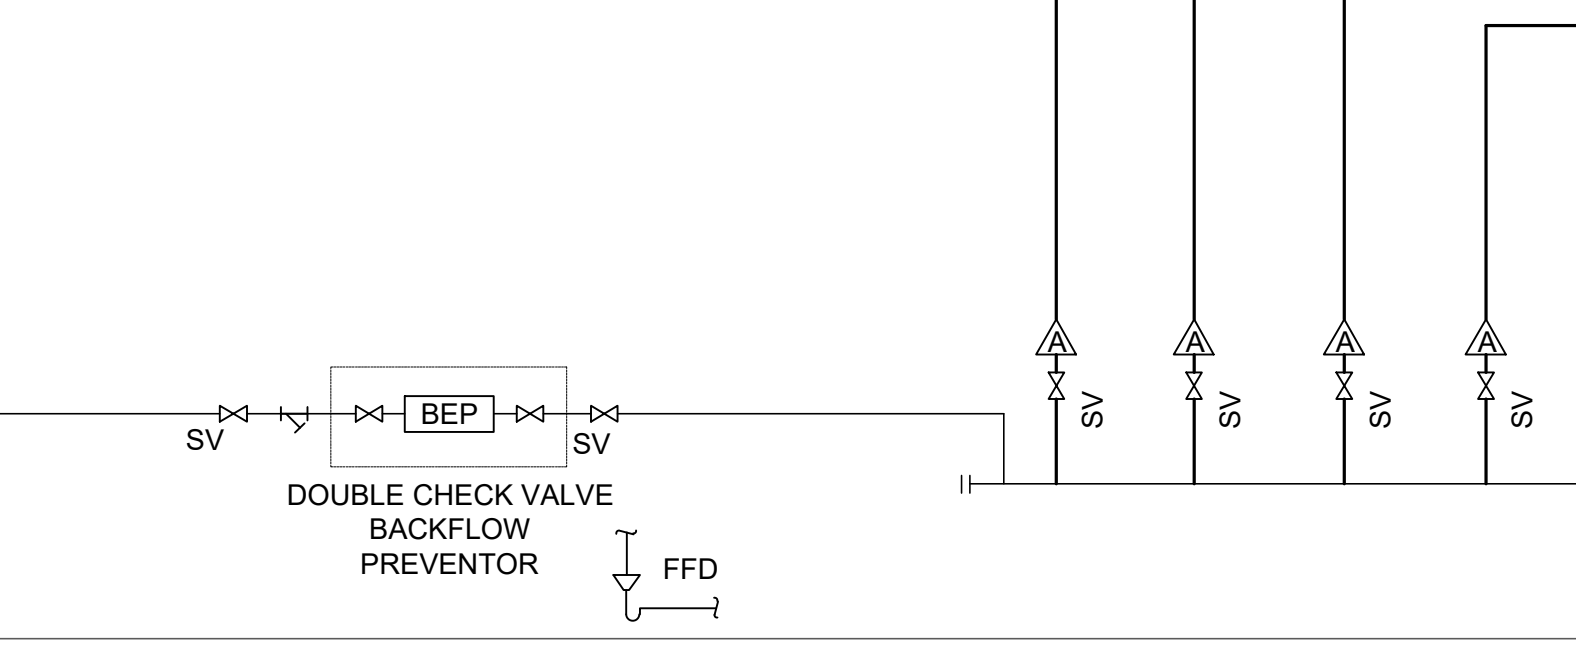 A A A A
SV SV SV SV
BEP
SV SV
DOUBLE CHECK VALVE
BACKFLOW
PREVENTOR
FFD